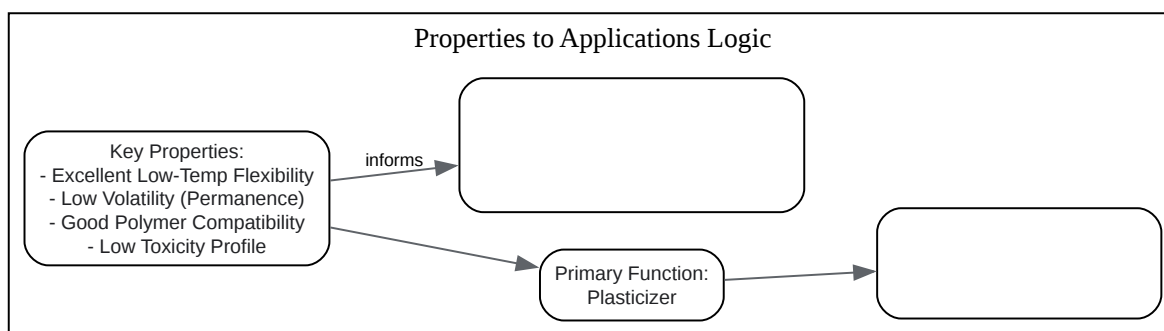 Properties to Applications Logic
Key Properties:
- Excellent Low-Temp Flexibility
- Low Volatility (Permanence)
- Good Polymer Compatibility
- Low Toxicity Profile
informs
Primary Function:
Plasticizer